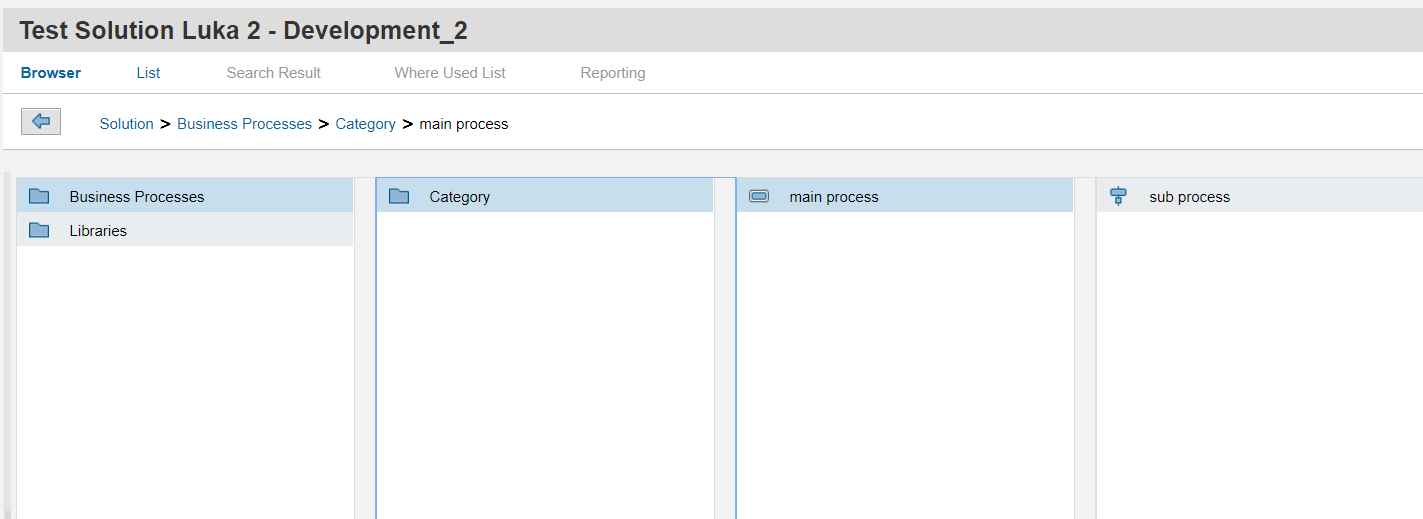 Test Solution Luka 2 - Development_2
Browser List Search Result Where Used List Reporting
Solution > Business Processes > Category > main process
Business Processes Category main process sub process
Libraries